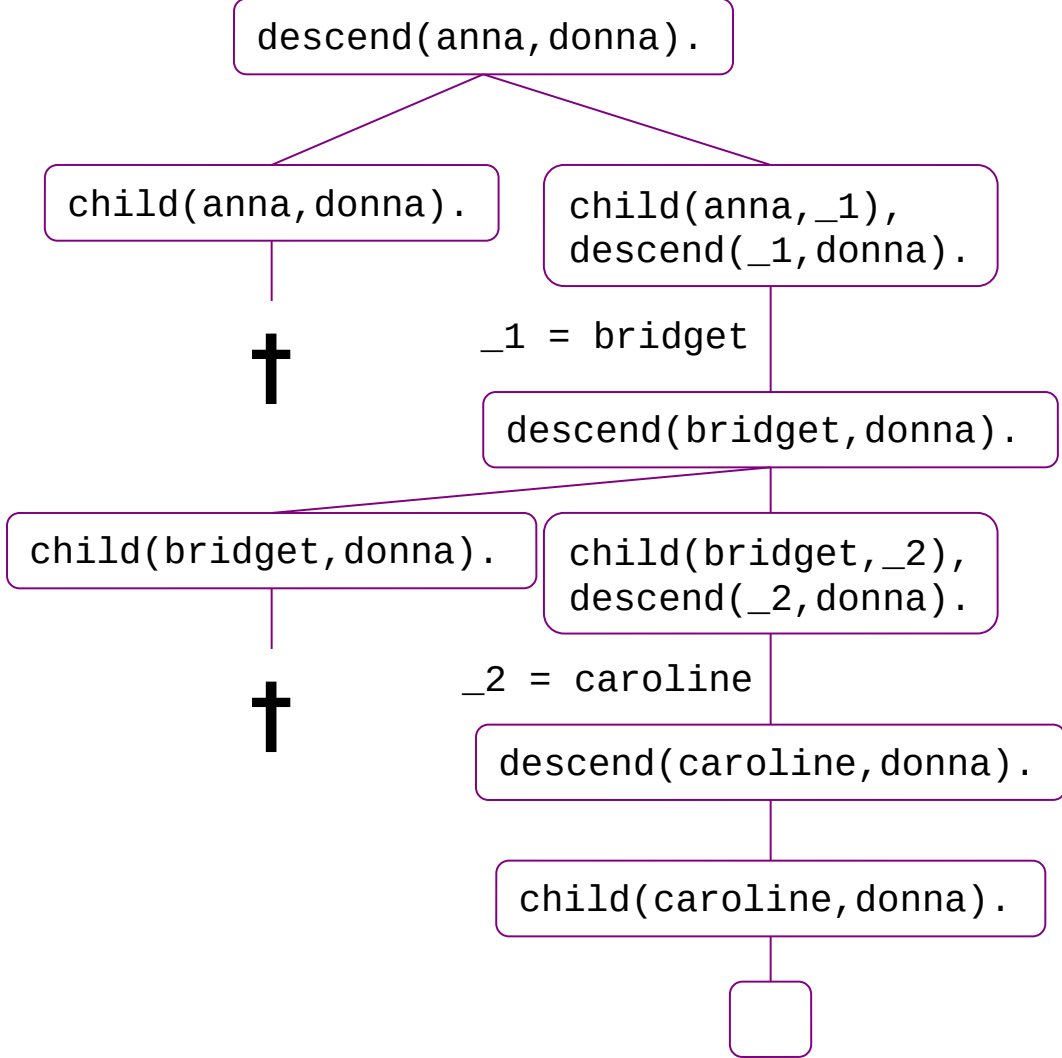 descend(anna,donna).
child(anna,donna).
child(anna,_1),
descend(_1,donna).
†
_1 = bridget
descend(bridget,donna).
child(bridget,donna).
child(bridget,_2),
descend(_2,donna).
†
_2 = caroline
descend(caroline,donna).
child(caroline,donna).